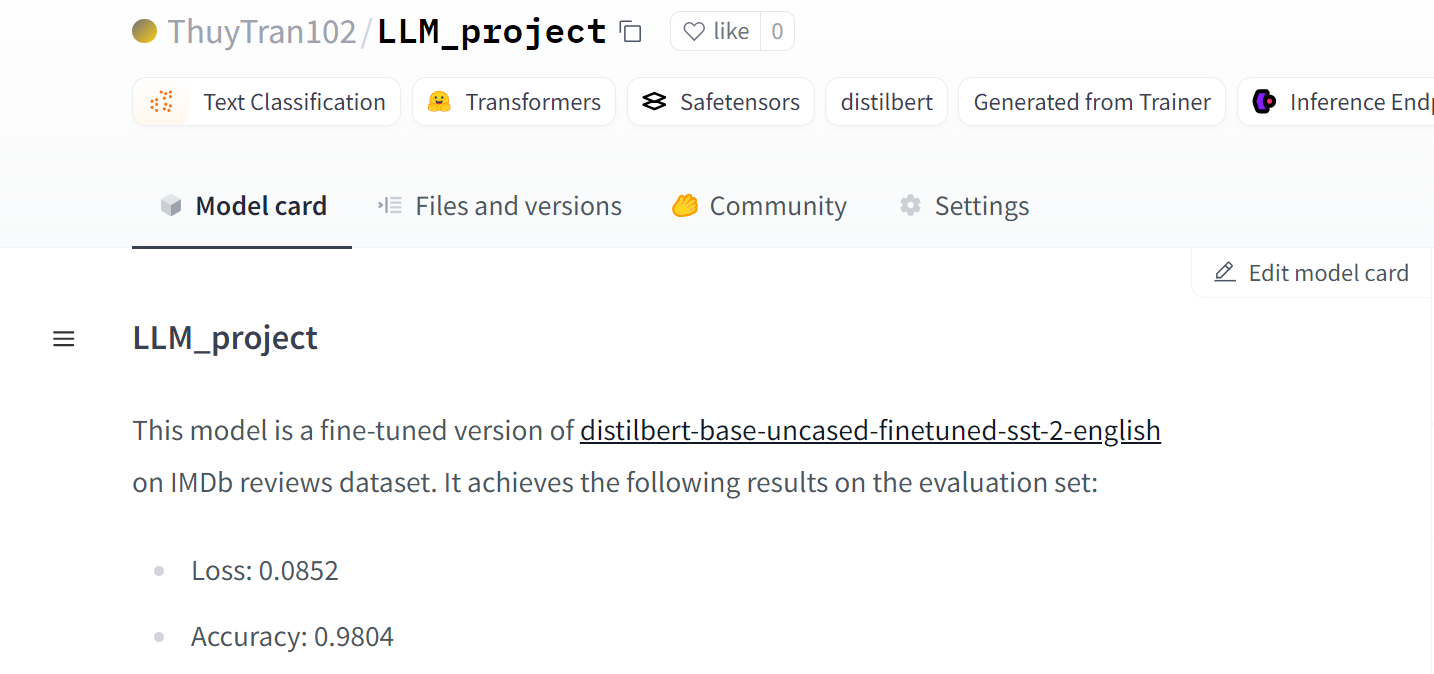 ThuyTran102/LLM_project like 0
Text Classification Transformers Safetensors distilbert Generated from Trainer Inference
Model card Files and versions Community Settings
Edit model card
LLM_project
This model is a fine-tuned version of distilbert-base-uncased-finetuned-sst-2-english
on IMDb reviews dataset. It achieves the following results on the evaluation set:
Loss: 0.0852
Accuracy: 0.9804